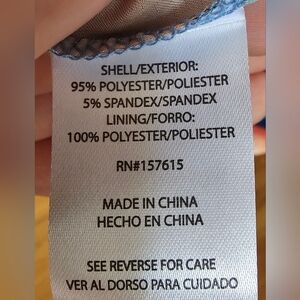 SHELL/EXTERIOR:
95% POLYESTER/POLIESTER
5% SPANDEX/SPANDEX
LINING/FORRO:
100% POLYESTER/POLIESTER
RN#157615
MADE IN CHINA
HECHO EN CHINA
SEE REVERSE FOR CARE
VER AL DORSO PARA CUIDADO